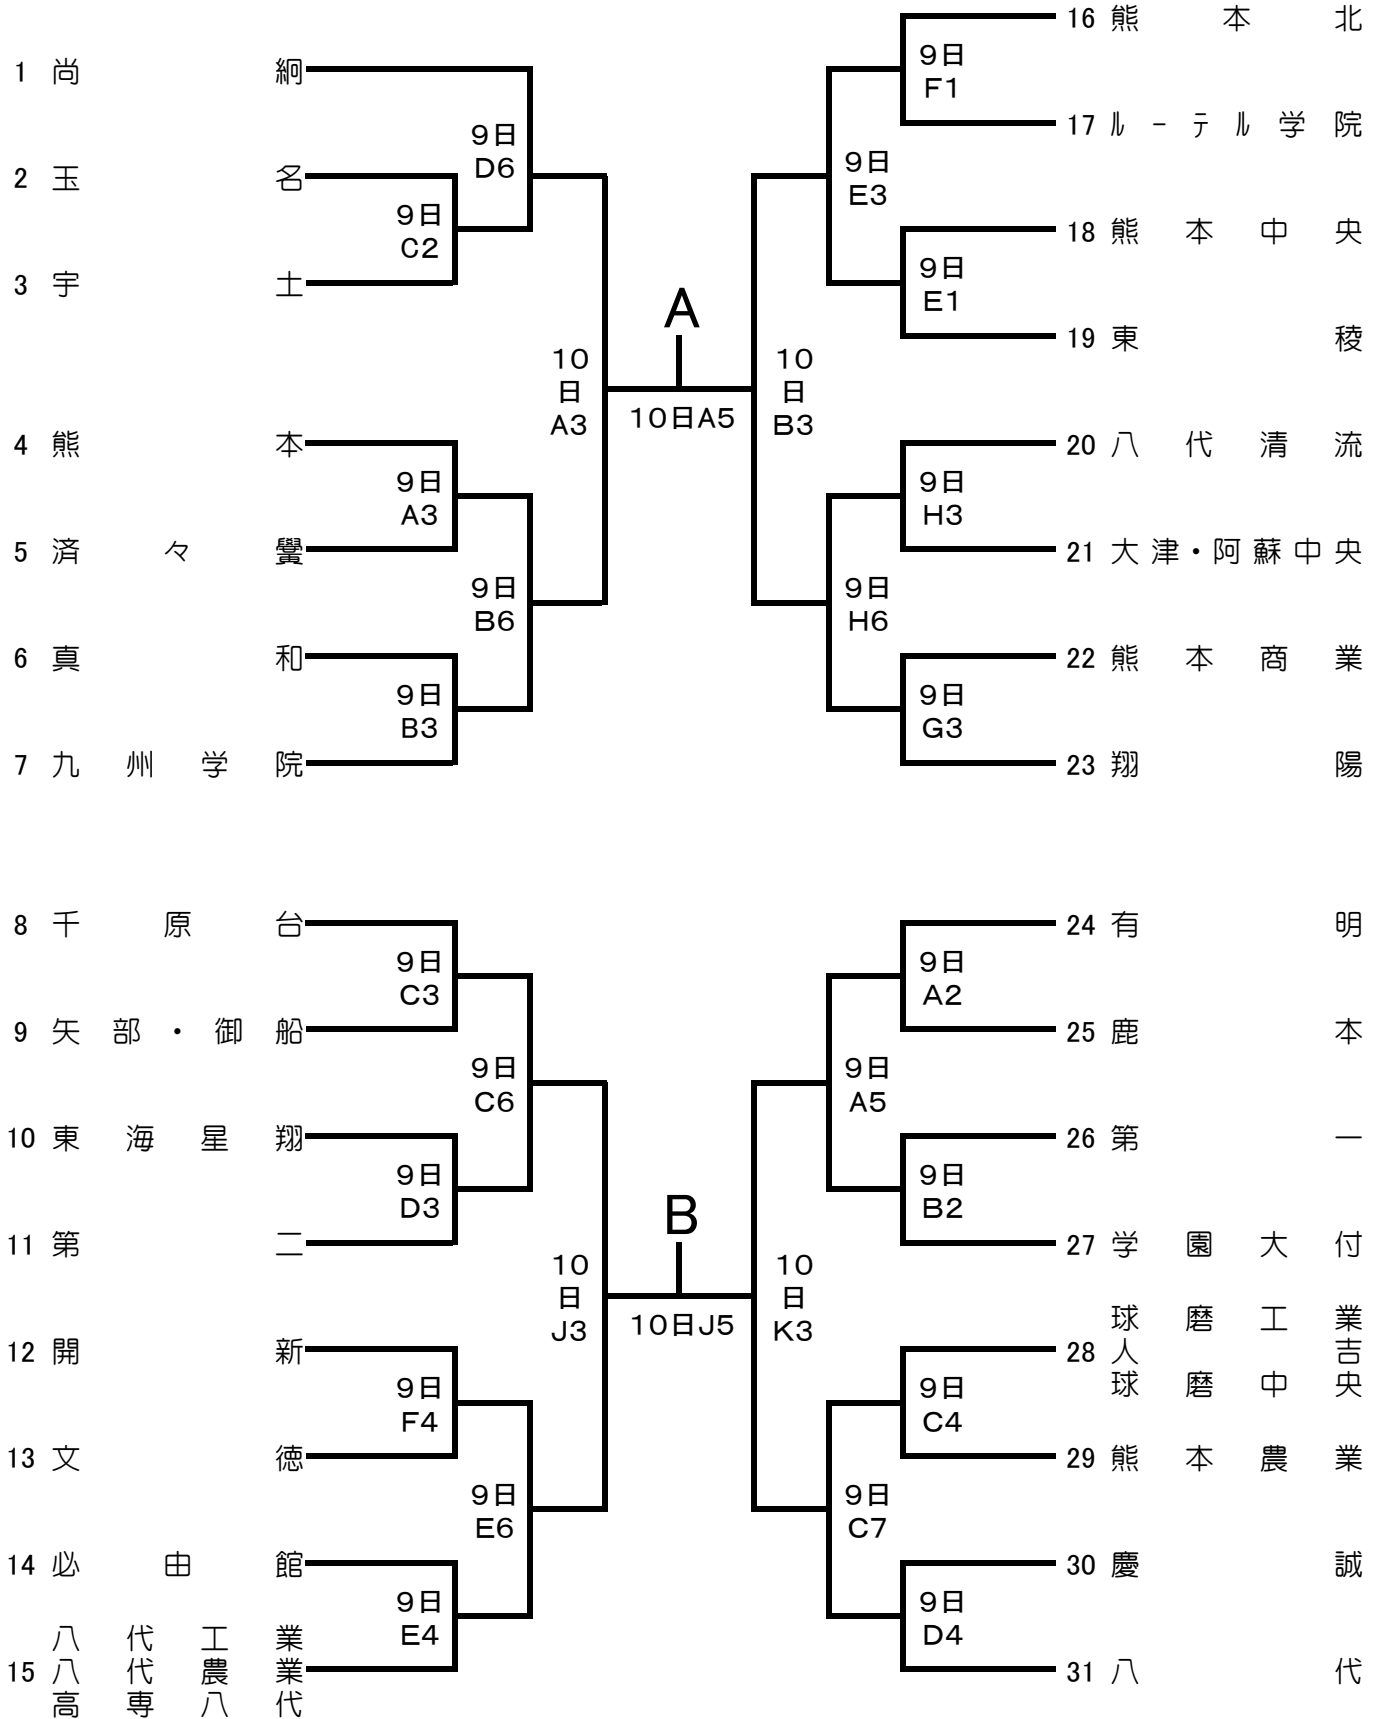 1 尚絅
2 玉名
3 宇土
4 熊本
5 済々黌
6 真和
7 九州学院
9日
D6
9日
C2
9日
A3
9日
B6
9日
B3
10
日
A3
A
10日A5
10
日
B3
9日
F1
9日
E3
9日
E1
9日
H3
9日
H6
9日
G3
16 熊本北
17 ルーテル学院
18 熊本中央
19 東稜
20 八代清流
21 大津・阿蘇中央
22 熊本商業
23 翔陽
8 千原台
9 矢部・御船
10 東海星翔
11 第二
12 開新
13 文徳
14 必由館
八代工業
15 八代農業
高専八代
9日
C3
9日
C6
9日
D3
9日
F4
9日
E6
9日
E4
10
日
J3
B
10日J5
10
日
K3
9日
A2
9日
A5
9日
B2
9日
C4
9日
C7
9日
D4
24 有明
25 鹿本
26 第一
27 学園大付
球磨工業
28 人吉
球磨中央
29 熊本農業
30 慶誠
31 八代